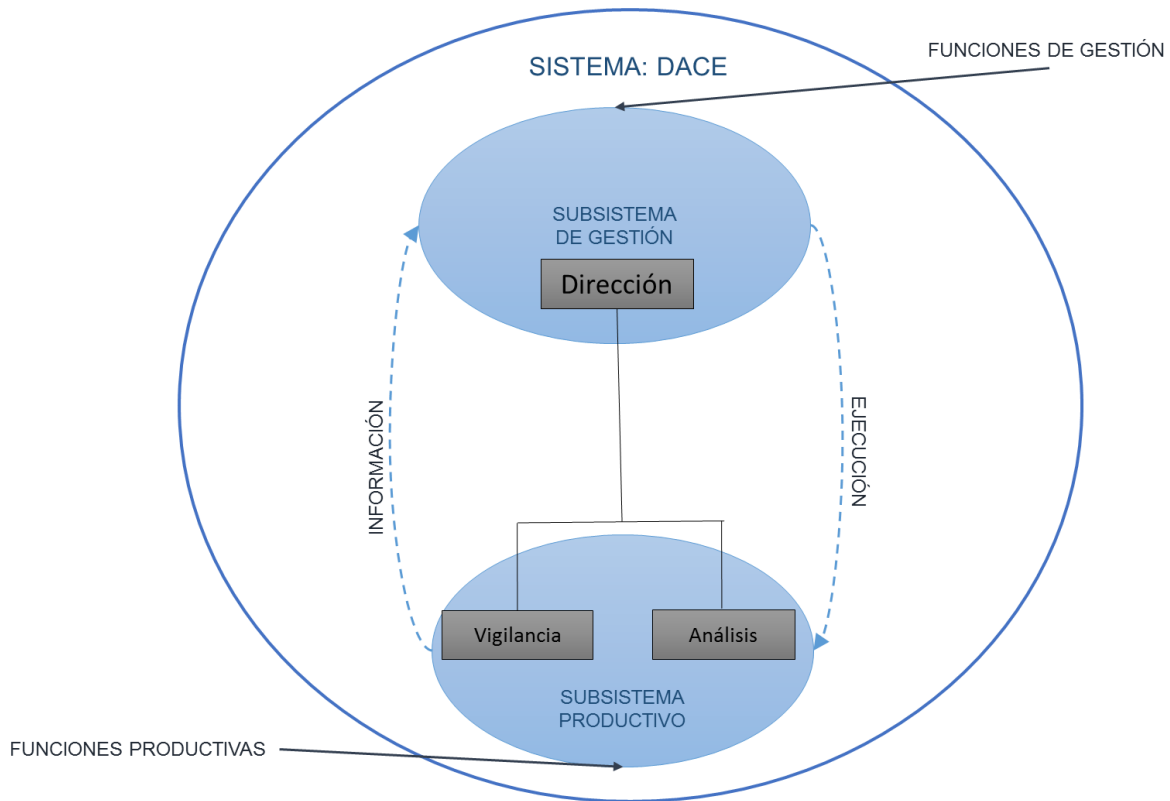 FUNCIONES DE GESTIÓN
SISTEMA: DACE
SUBSISTEMA
DE GESTIÓN
Dirección
INFORMACIÓN
EJECUCIÓN
Vigilancia
Análisis
SUBSISTEMA
PRODUCTIVO
FUNCIONES PRODUCTIVAS